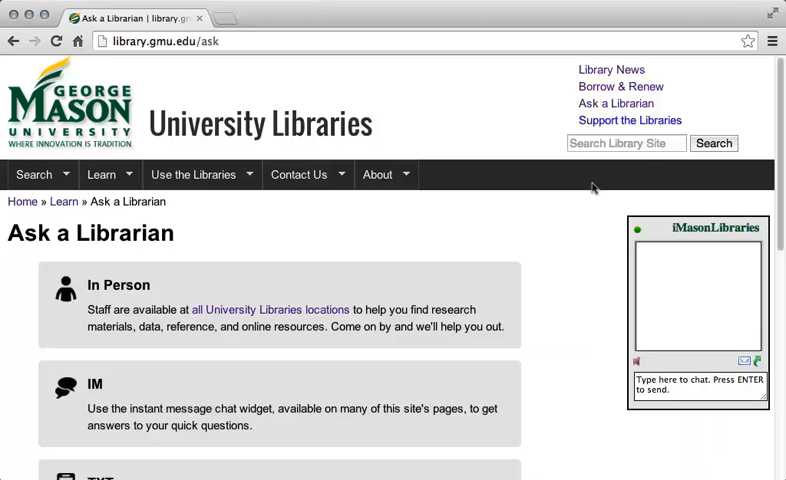 Ask a Librarian | library.gm
library.gmu.edu/ask
GEORGE
MASON
UNIVERSITY
WHERE INNOVATION IS TRADITION
University Libraries
Library News
Borrow & Renew
Ask a Librarian
Support the Libraries
Search Library Site
Search
Search
Learn
Use the Libraries
Contact Us
About
Home » Learn » Ask a Librarian
Ask a Librarian
iMasonLibraries
In Person
Staff are available at all University Libraries locations to help you find research
materials, data, reference, and online resources. Come on by and we'll help you out.
Type here to chat. Press ENTER
to send.
IM
Use the instant message chat widget, available on many of this site's pages, to get
answers to your quick questions.
TXT